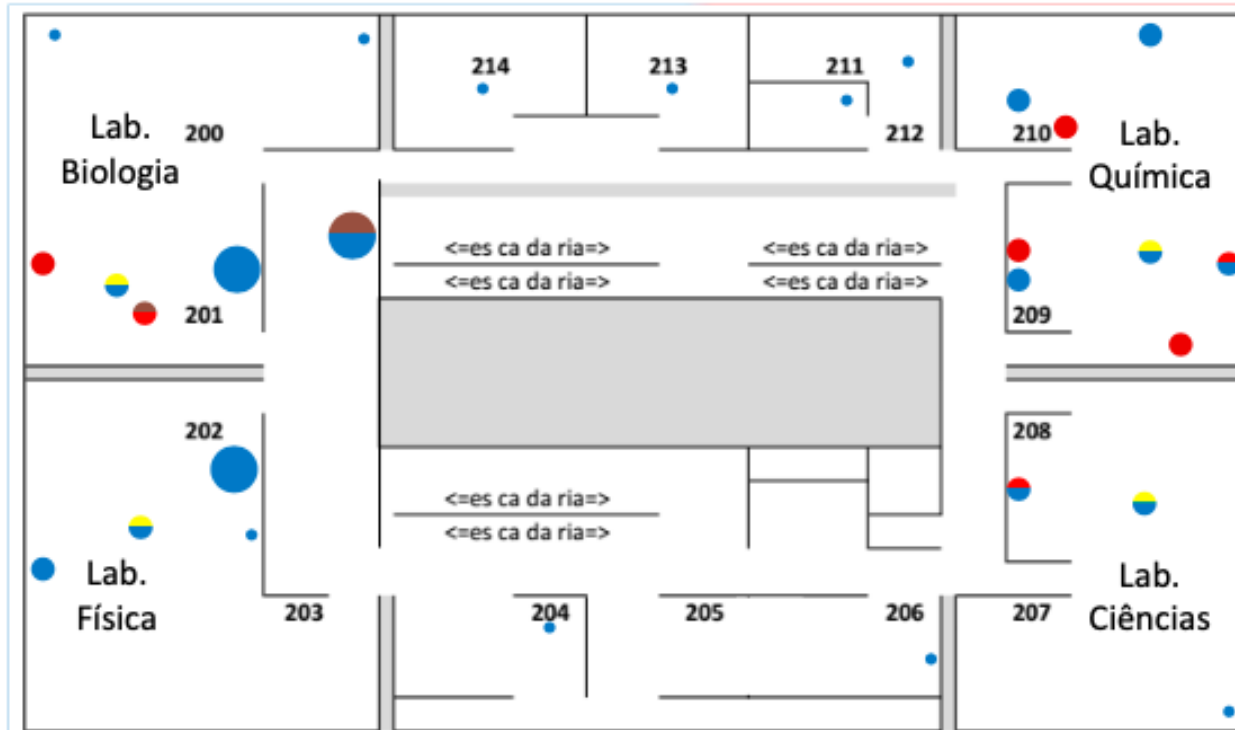 214
213
211
Lab.
Biologia
200
212
210
Lab.
Química
<=es ca da ria=>
<=es ca da ria=>
<=es ca da ria=>
<=es ca da ria=>
201
209
202
208
<=es ca da ria=>
<=es ca da ria=>
Lab.
Física
203
204
205
206
207
Lab.
Ciências